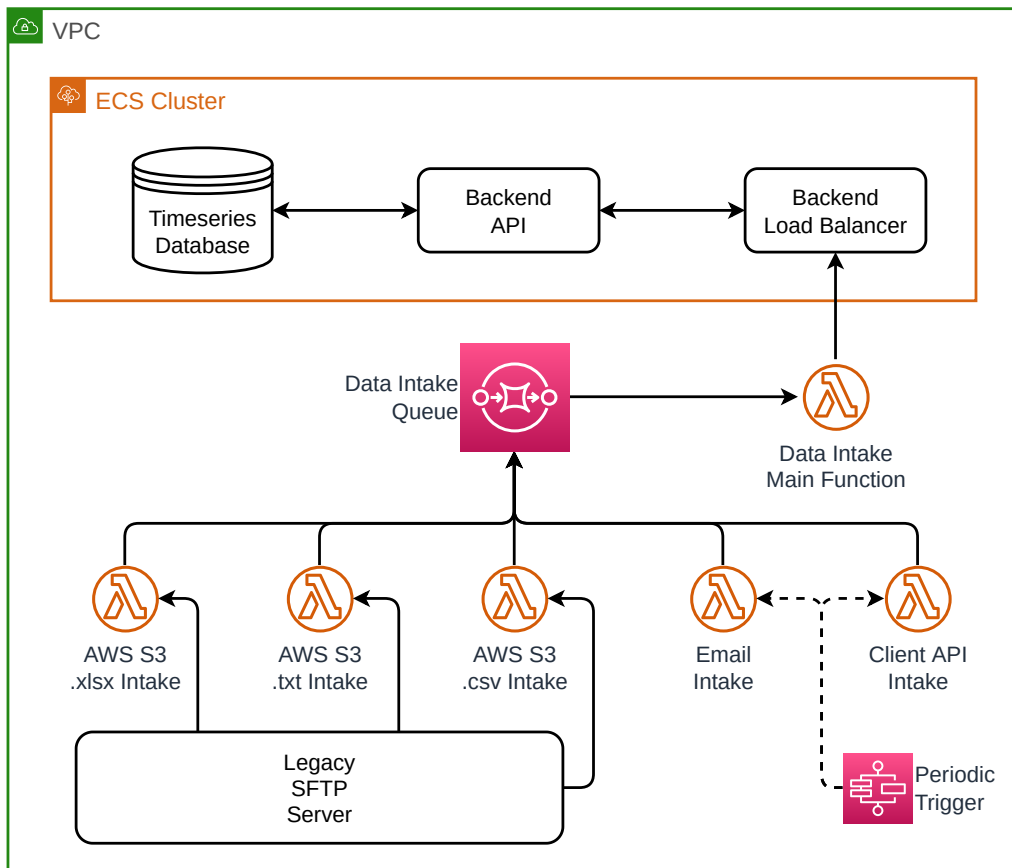 VPC
ECS Cluster
Timeseries
Database
Backend
API
Backend
Load Balancer
Data Intake
Queue
Data Intake
Main Function
AWS S3
.xlsx Intake
AWS S3
.txt Intake
AWS S3
.csv Intake
Email
Intake
Client API
Intake
Legacy
SFTP
Server
Periodic
Trigger